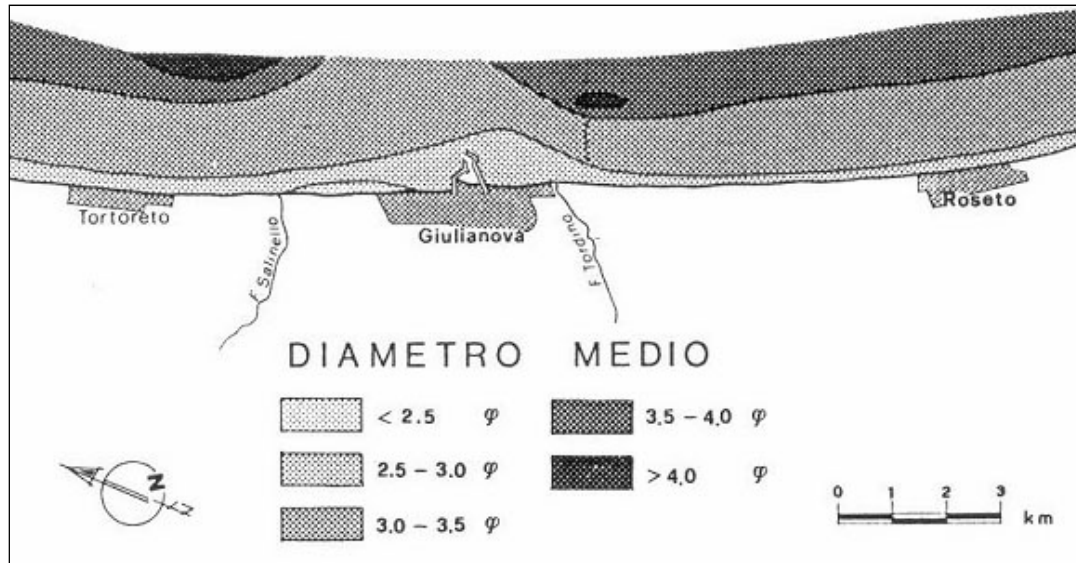 Tortoreto
F. Salinello
Giulianova
F. Tordino
Roseto
DIAMETRO MEDIO
< 2.5 φ
2.5 – 3.0 φ
3.0 – 3.5 φ
3.5 – 4.0 φ
> 4.0 φ
N
0 1 2 3
km